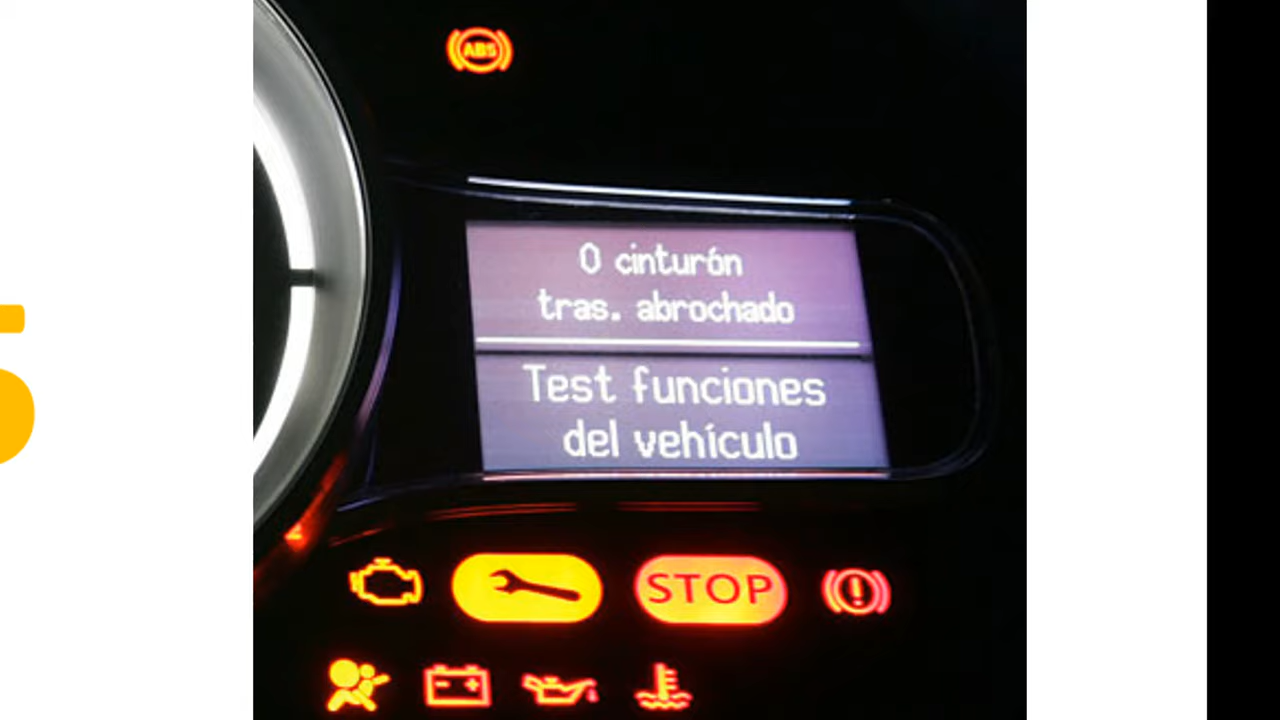 ABS
0 cinturón
tras. abrochado
Test funciones
del vehículo
STOP